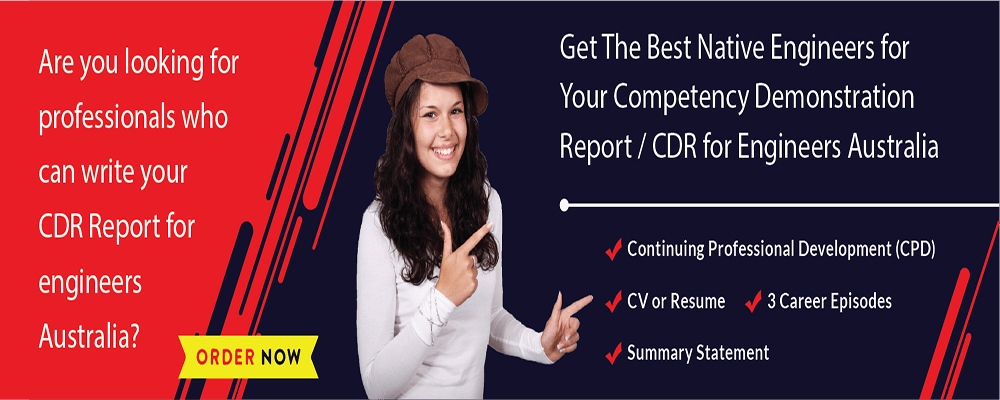 Are you looking for
professionals who
can write your
CDR Report for
engineers
Australia?
ORDER NOW
Get The Best Native Engineers for
Your Competency Demonstration
Report / CDR for Engineers Australia
Continuing Professional Development (CPD)
CV or Resume 3 Career Episodes
Summary Statement